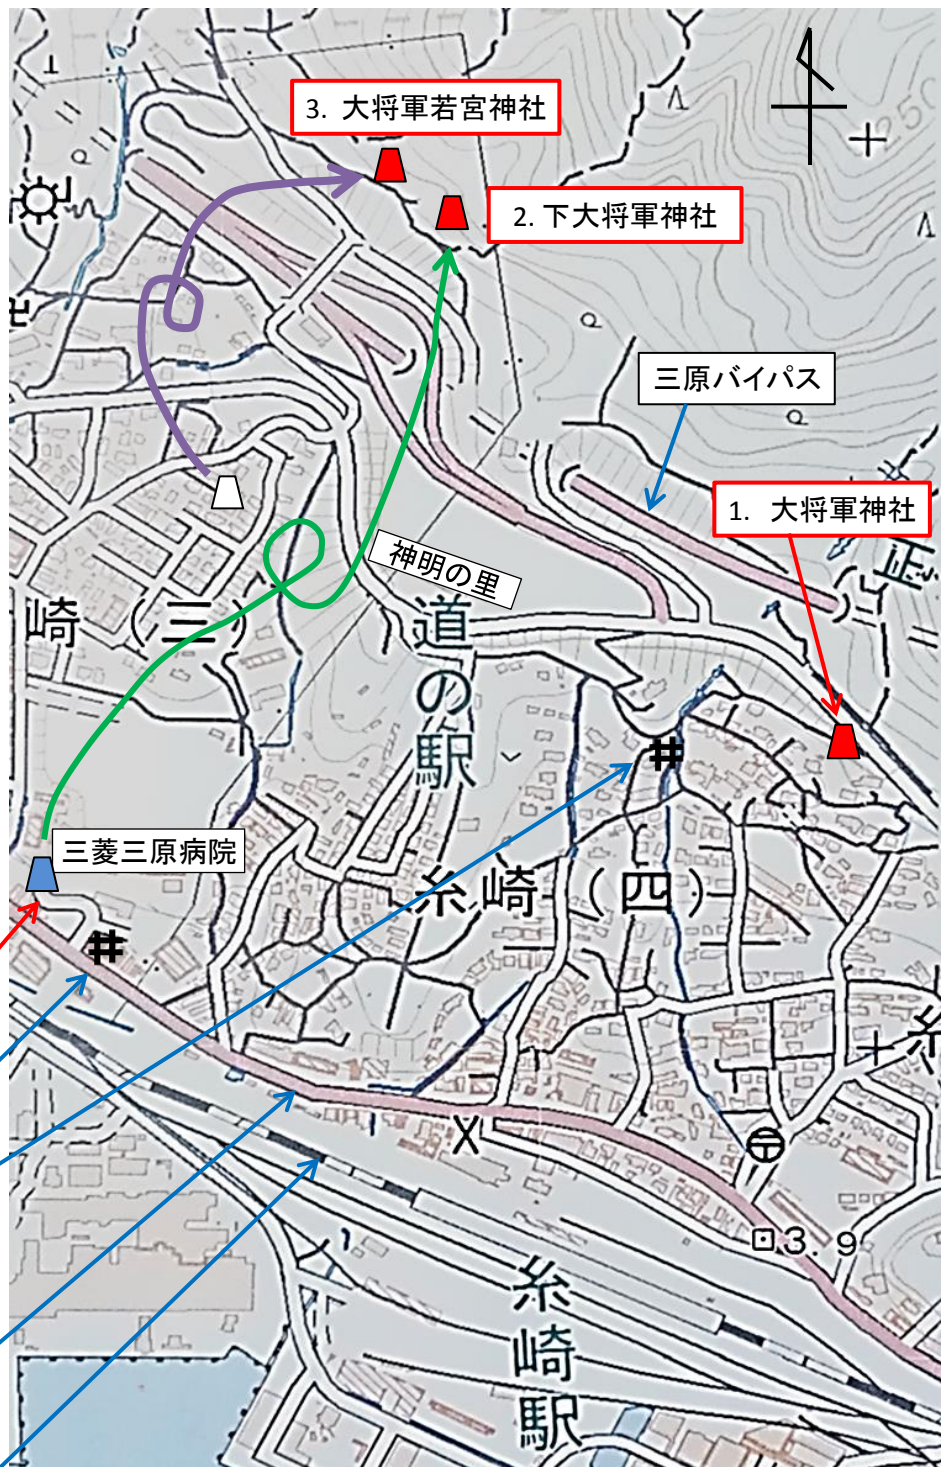 3. 大将軍若宮神社
2. 下大将軍神社
三原バイパス
1. 大将軍神社
正
神明の里
道の駅
崎(三)
三菱三原病院
糸崎(四)
糸
3.9
糸崎駅